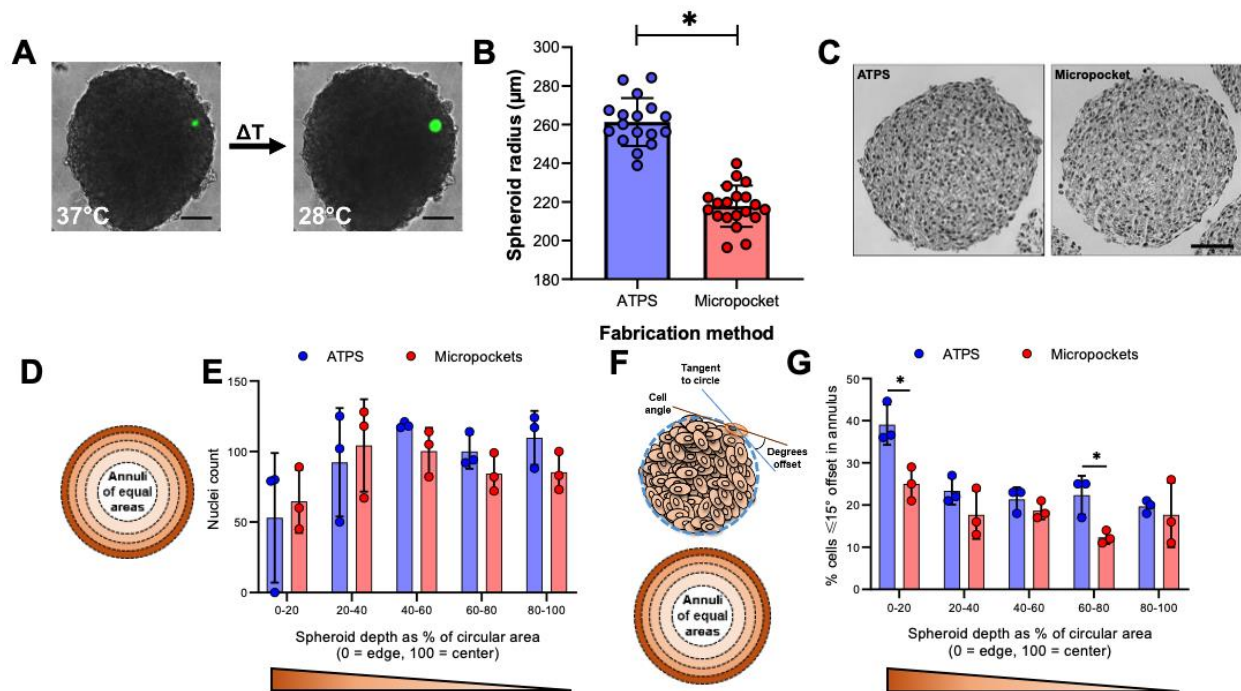 A
37°C
ΔT
28°C
B
*
Spheroid radius (μm)
300
280
260
240
220
200
180
ATPS
Micropocket
Fabrication method
C
ATPS
Micropocket
D
Annuli
of equal
areas
E
ATPS
Micropockets
Nuclei count
150
100
50
0
0-20
20-40
40-60
60-80
80-100
Spheroid depth as % of circular area
(0 = edge, 100 = center)
F
Tangent
to circle
Cell
angle
Degrees
offset
Annuli
of equal
areas
G
ATPS
Micropockets
% cells ⩽15° offset in annulus
50
40
30
20
10
0
*
*
0-20
20-40
40-60
60-80
80-100
Spheroid depth as % of circular area
(0 = edge, 100 = center)